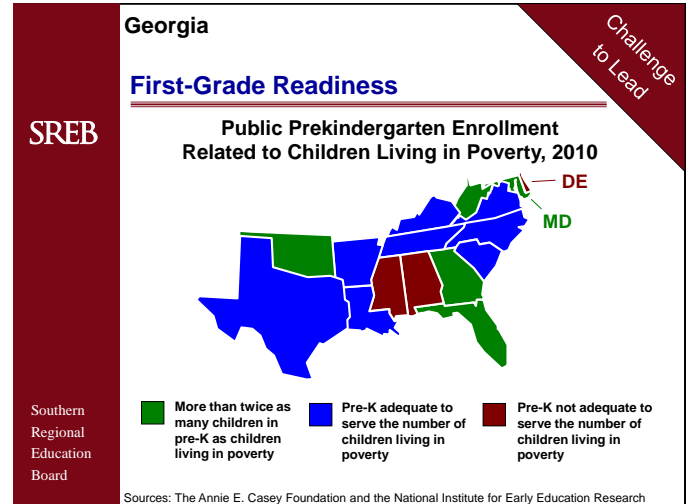 Georgia
Challenge
to Lead
First-Grade Readiness
SREB
Public Prekindergarten Enrollment
Related to Children Living in Poverty, 2010
DE
MD
More than twice as
many children in
pre-K as children
living in poverty
Pre-K adequate to
serve the number of
children living in
poverty
Pre-K not adequate to
serve the number of
children living in
poverty
Southern
Regional
Education
Board
Sources: The Annie E. Casey Foundation and the National Institute for Early Education Research